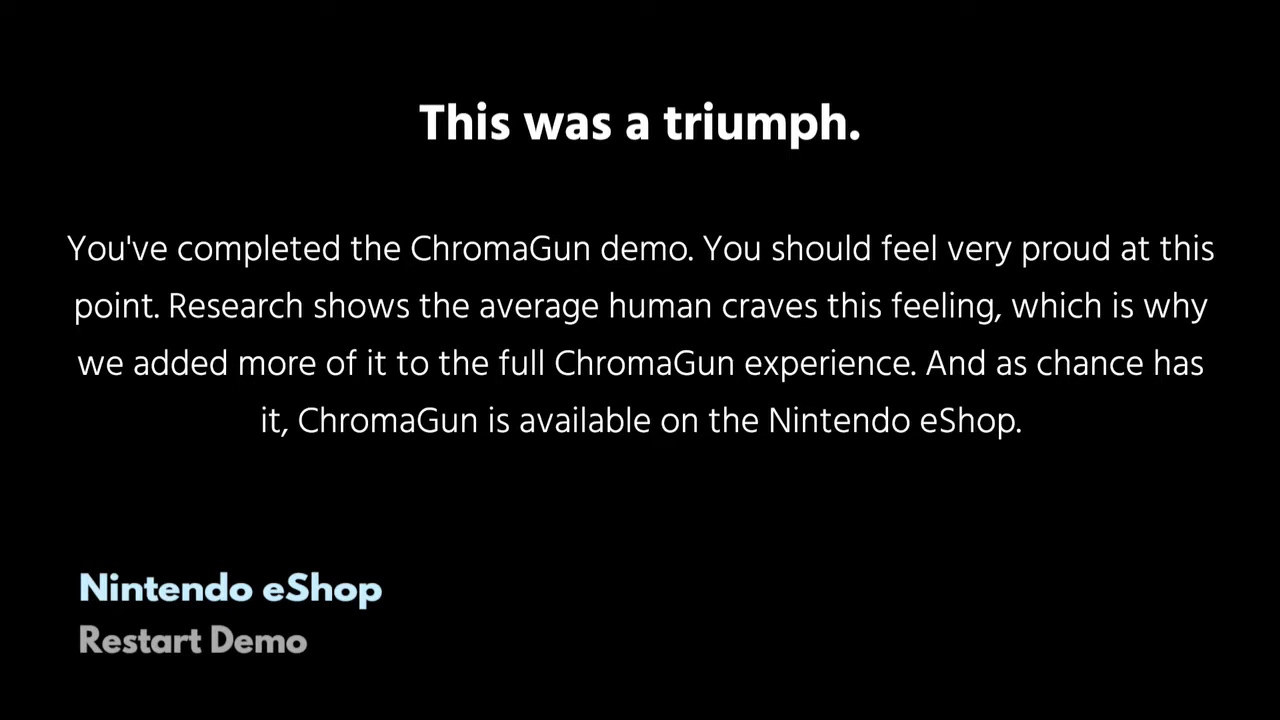 This was a triumph.
You've completed the ChromaGun demo. You should feel very proud at this
point. Research shows the average human craves this feeling, which is why
we added more of it to the full ChromaGun experience. And as chance has
it, ChromaGun is available on the Nintendo eShop.
Nintendo eShop
Restart Demo